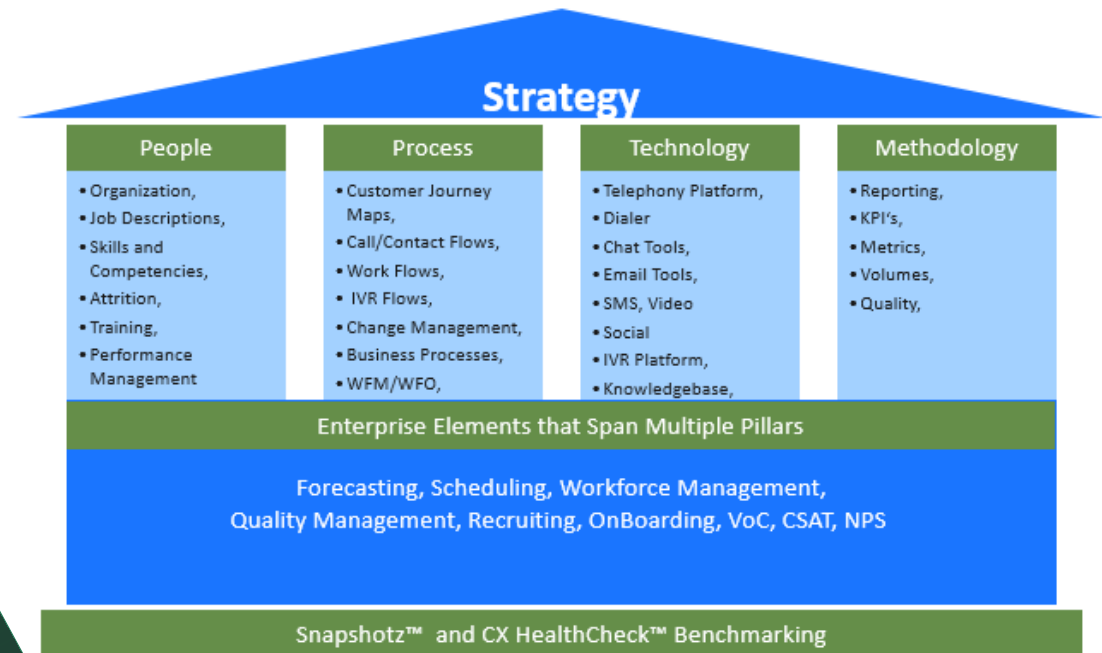 Strategy
People
• Organization,
• Job Descriptions,
• Skills and
Competencies,
• Attrition,
• Training,
• Performance
Management
Process
• Customer Journey
Maps,
• Call/Contact Flows,
• Work Flows,
• IVR Flows,
• Change Management,
• Business Processes,
• WFM/WFO,
Technology
• Telephony Platform,
• Dialer
• Chat Tools,
• Email Tools,
• SMS, Video
• Social
• IVR Platform,
• Knowledgebase,
Methodology
• Reporting,
• KPI‘s,
• Metrics,
• Volumes,
• Quality,
Enterprise Elements that Span Multiple Pillars
Forecasting, Scheduling, Workforce Management,
Quality Management, Recruiting, OnBoarding, VoC, CSAT, NPS
Snapshotz™ and CX HealthCheck™ Benchmarking